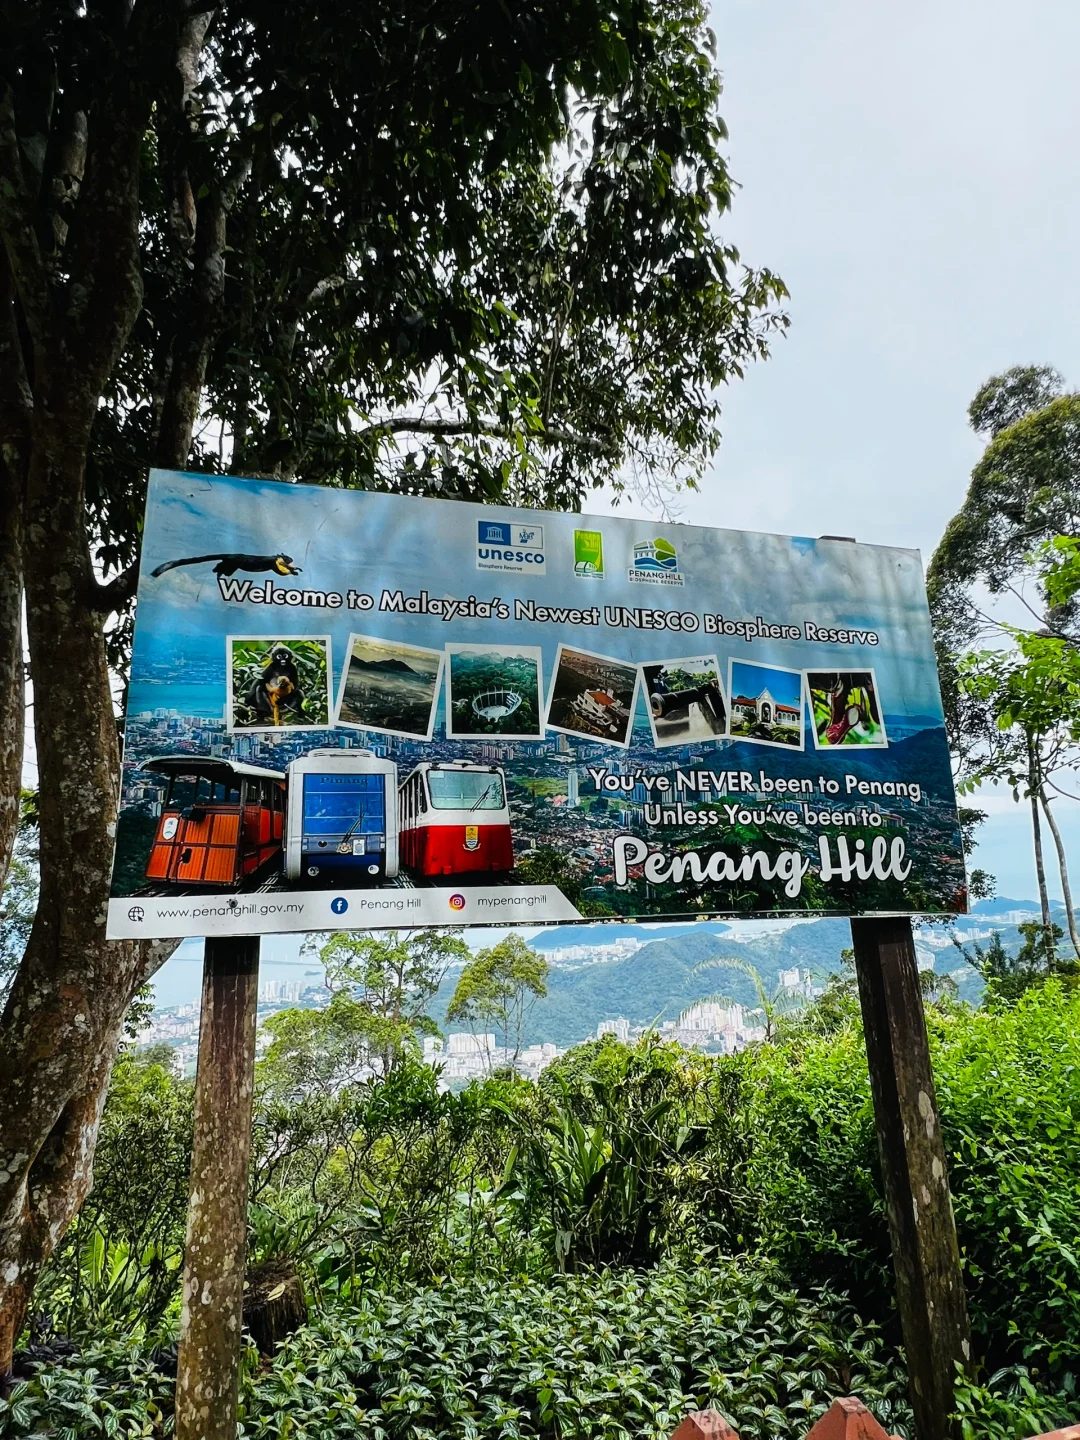 unesco
Biosphere Reserve
PENANG HILL
BIOSPHERE RESERVE
Welcome to Malaysia's Newest UNESCO Biosphere Reserve
You've NEVER been to Penang
Unless You've been to
Penang Hill
www.penanghill.gov.my
Penang Hill
mypenanghill